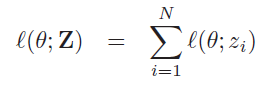 ℓ(θ; Z) = ∑_{i=1}^{N} ℓ(θ; z_i)